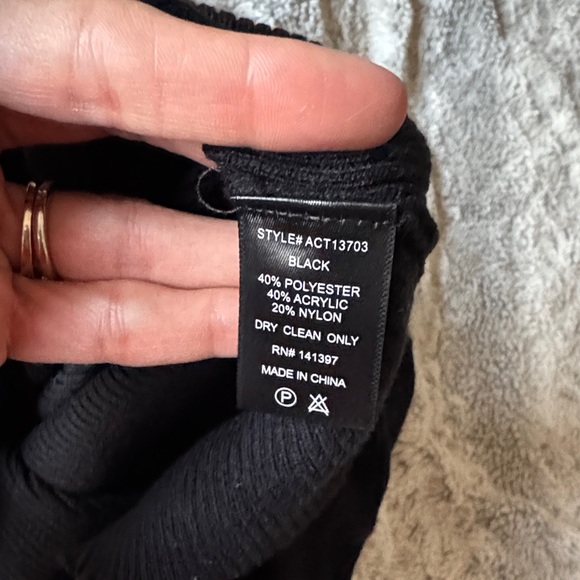 STYLE# ACT13703
BLACK
40% POLYESTER
40% ACRYLIC
20% NYLON
DRY CLEAN ONLY
RN# 141397
MADE IN CHINA
P